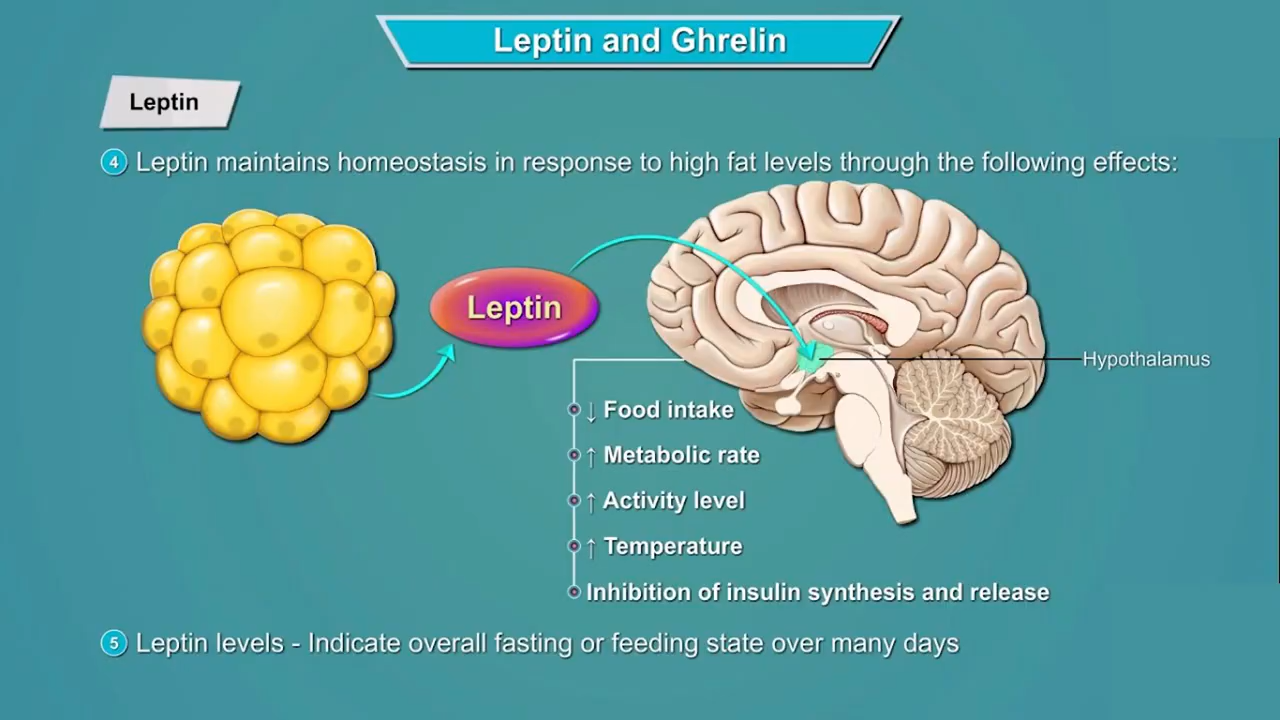 Leptin and Ghrelin
Leptin
4 Leptin maintains homeostasis in response to high fat levels through the following effects:
Leptin
Hypothalamus
↓ Food intake
↑ Metabolic rate
↑ Activity level
↑ Temperature
Inhibition of insulin synthesis and release
5 Leptin levels - Indicate overall fasting or feeding state over many days